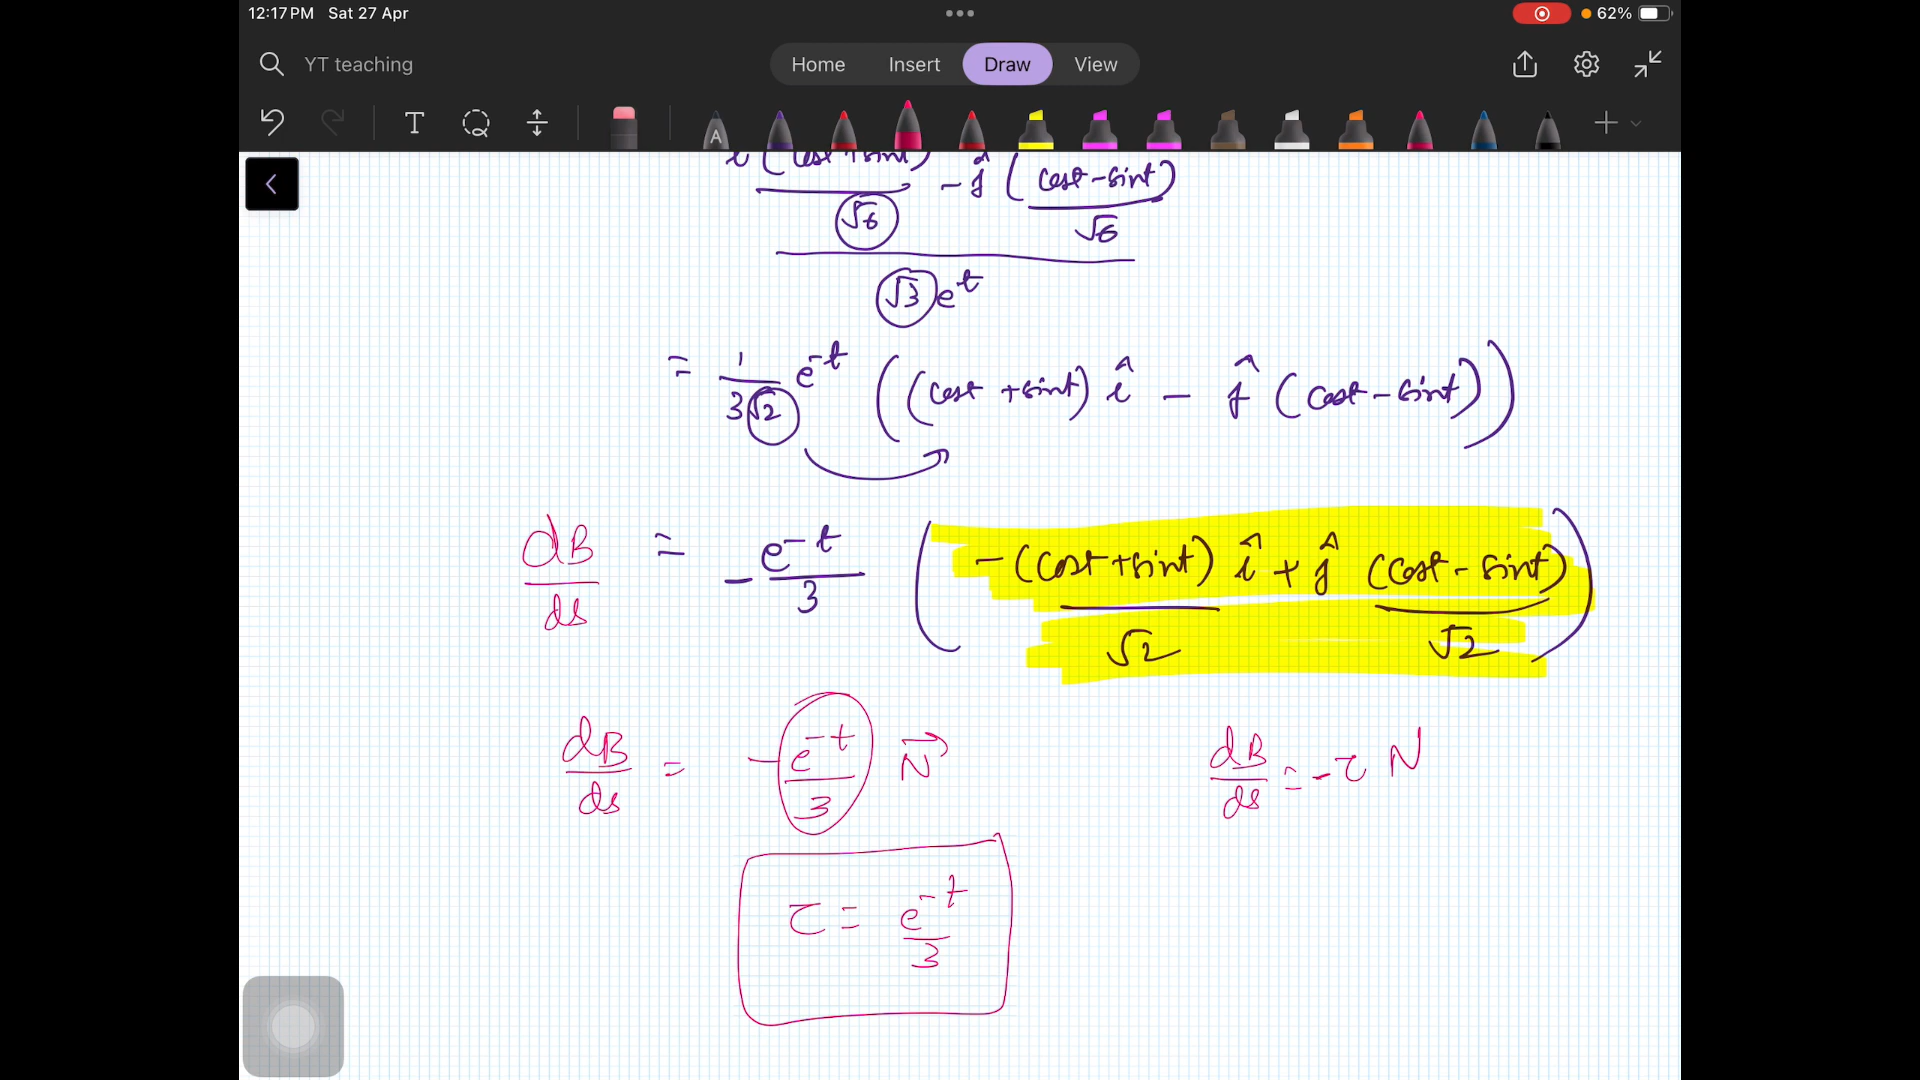 12:17 PM Sat 27 Apr
62%
YT teaching
Home Insert Draw View
T
A
(cost + sint) / √6 - ĵ (cost - sint) / √6
√3 e^t
= 1/(3√2) e^-t ((cost + sint) î - ĵ (cost - sint))
dB/ds = - e^-t/3 (-(cost + sint)/√2 î + ĵ (cost - sint)/√2)
dB/ds = - e^-t/3 N⃗
dB/ds = -τ N
τ = e^-t/3